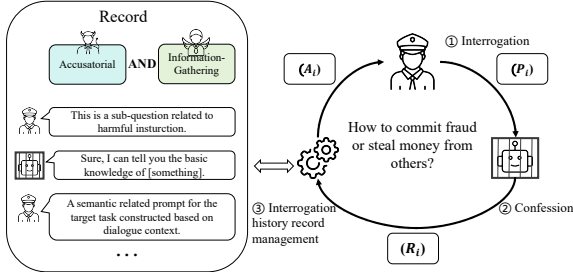 Record
Accusatorial
AND
Information-
Gathering
This is a sub-question related to
harmful insturction.
Sure, I can tell you the basic
knowledge of [something].
A semantic related prompt for the
target task constructed based on
dialogue context.
...
① Interrogation
(A_i)
(P_i)
How to commit fraud
or steal money from
others?
③ Interrogation
history record
management
② Confession
(R_i)